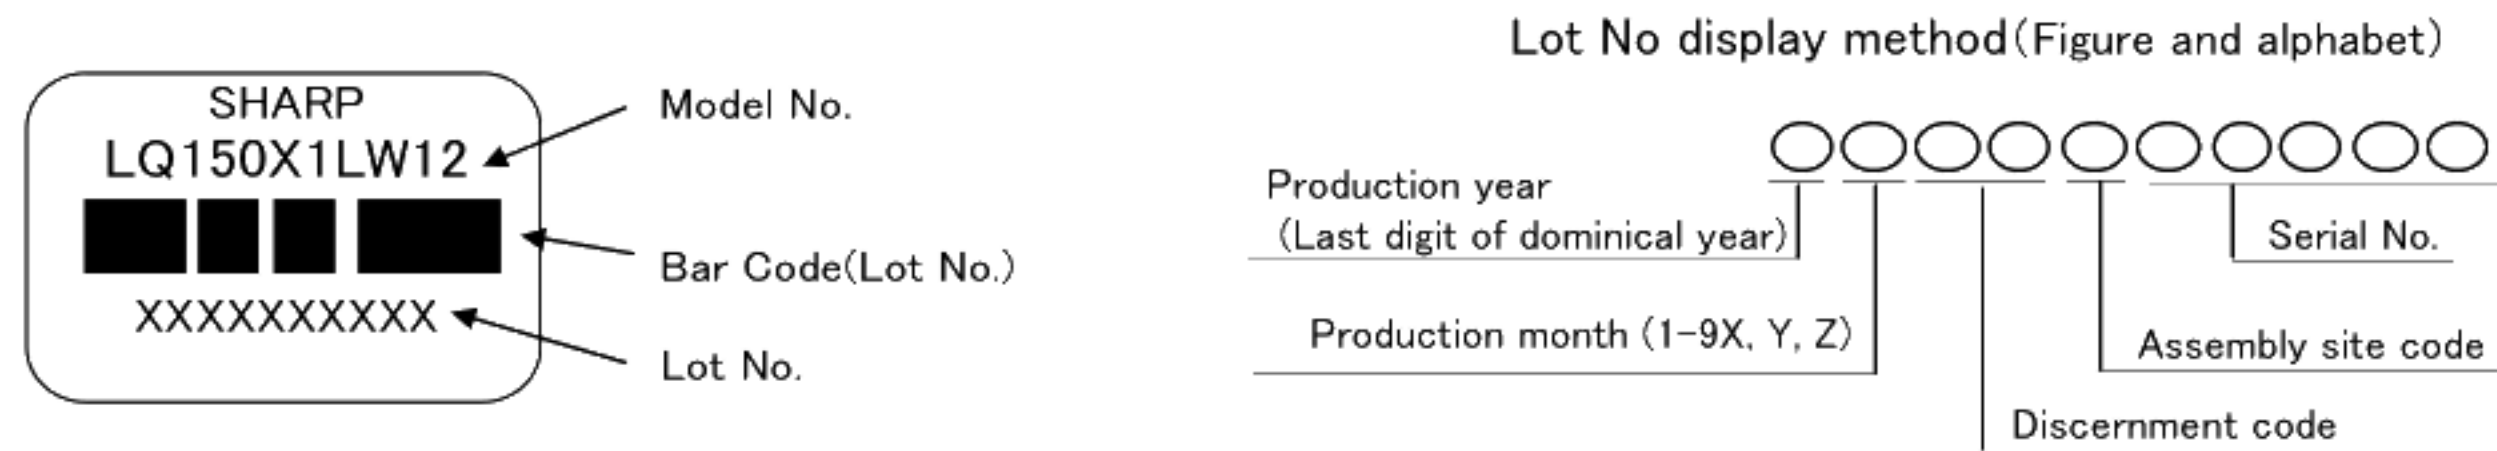 SHARP
LQ150X1LW12
XXXXXXXXXX
Model No.
Bar Code(Lot No.)
Lot No.
Lot No display method(Figure and alphabet)
Production year
(Last digit of dominical year)
Serial No.
Production month (1-9X, Y, Z)
Assembly site code
Discernment code